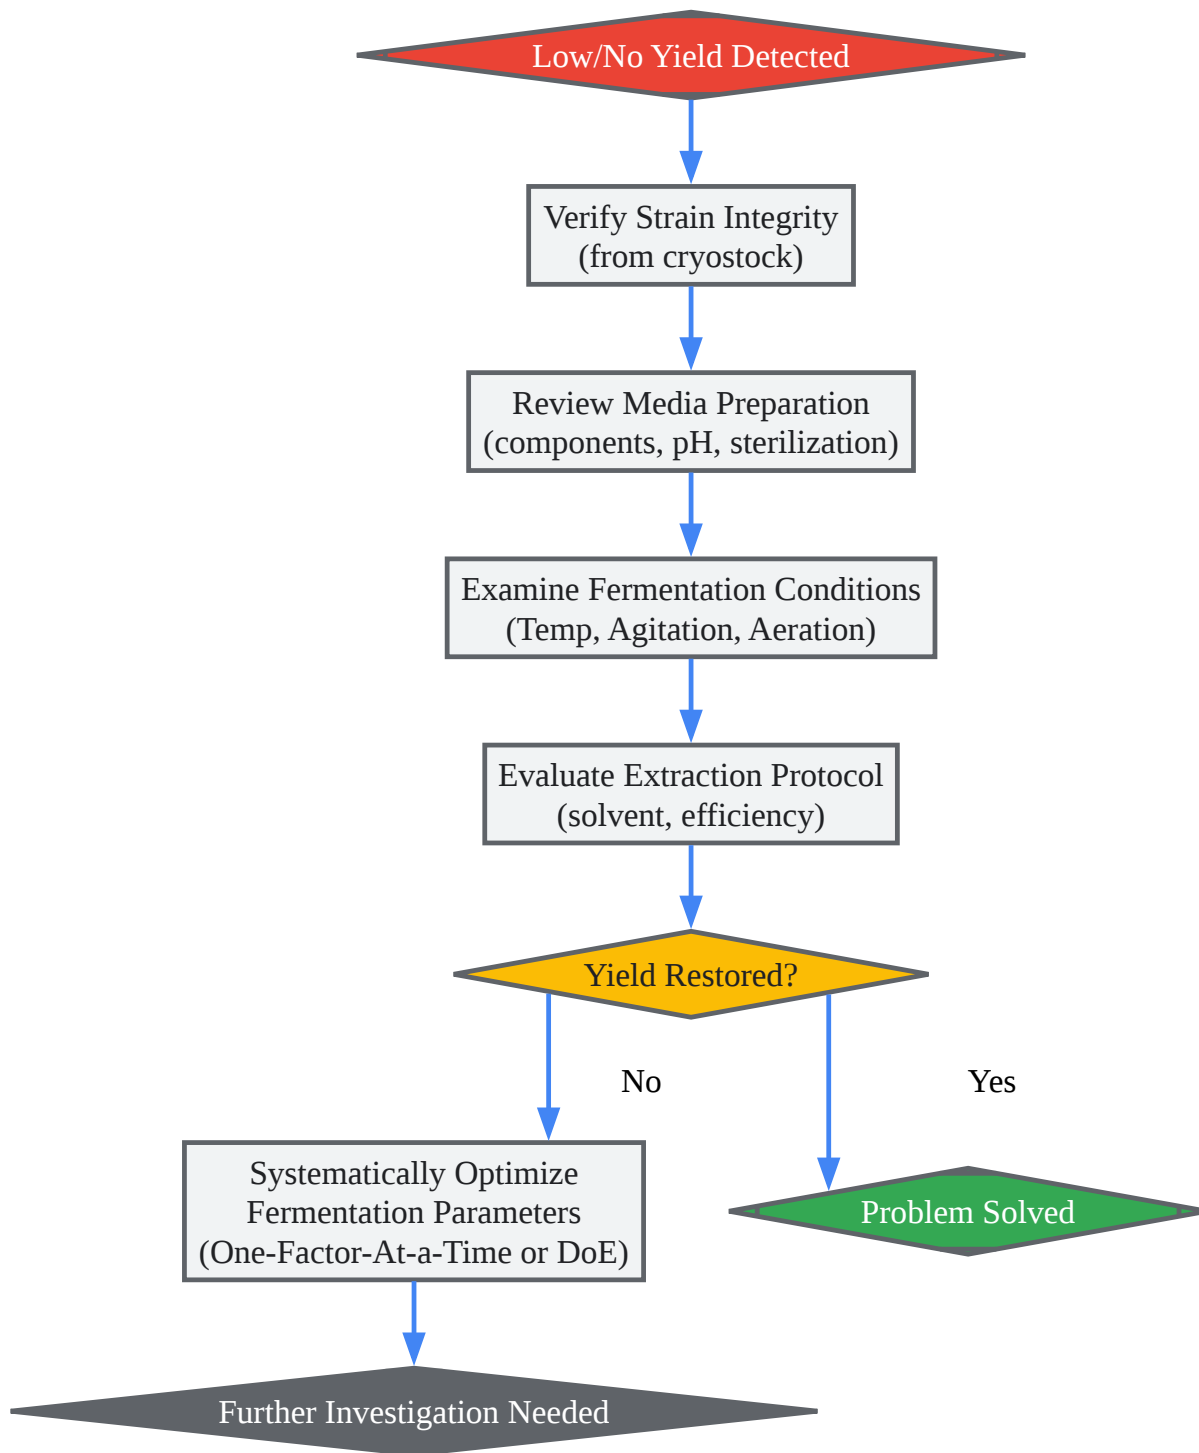 Low/No Yield Detected
Verify Strain Integrity
(from cryostock)
Review Media Preparation
(components, pH, sterilization)
Examine Fermentation Conditions
(Temp, Agitation, Aeration)
Evaluate Extraction Protocol
(solvent, efficiency)
Yield Restored?
No
Yes
Systematically Optimize
Fermentation Parameters
(One-Factor-At-a-Time or DoE)
Problem Solved
Further Investigation Needed